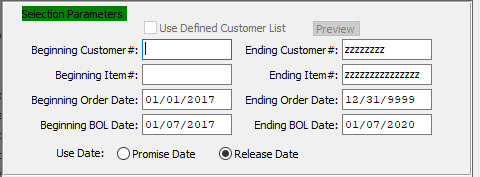 Selection Parameters
Use Defined Customer List Preview
Beginning Customer#: Ending Customer#: zzzzzzzz
Beginning Item#: Ending Item#: zzzzzzzzzzzzzzz
Beginning Order Date: 01/01/2017 Ending Order Date: 12/31/9999
Beginning BOL Date: 01/07/2017 Ending BOL Date: 01/07/2020
Use Date: Promise Date Release Date